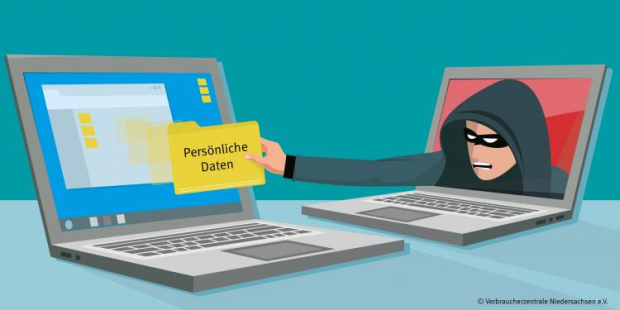 Persönliche
Daten
© Verbraucherzentrale Niedersachsen e.V.